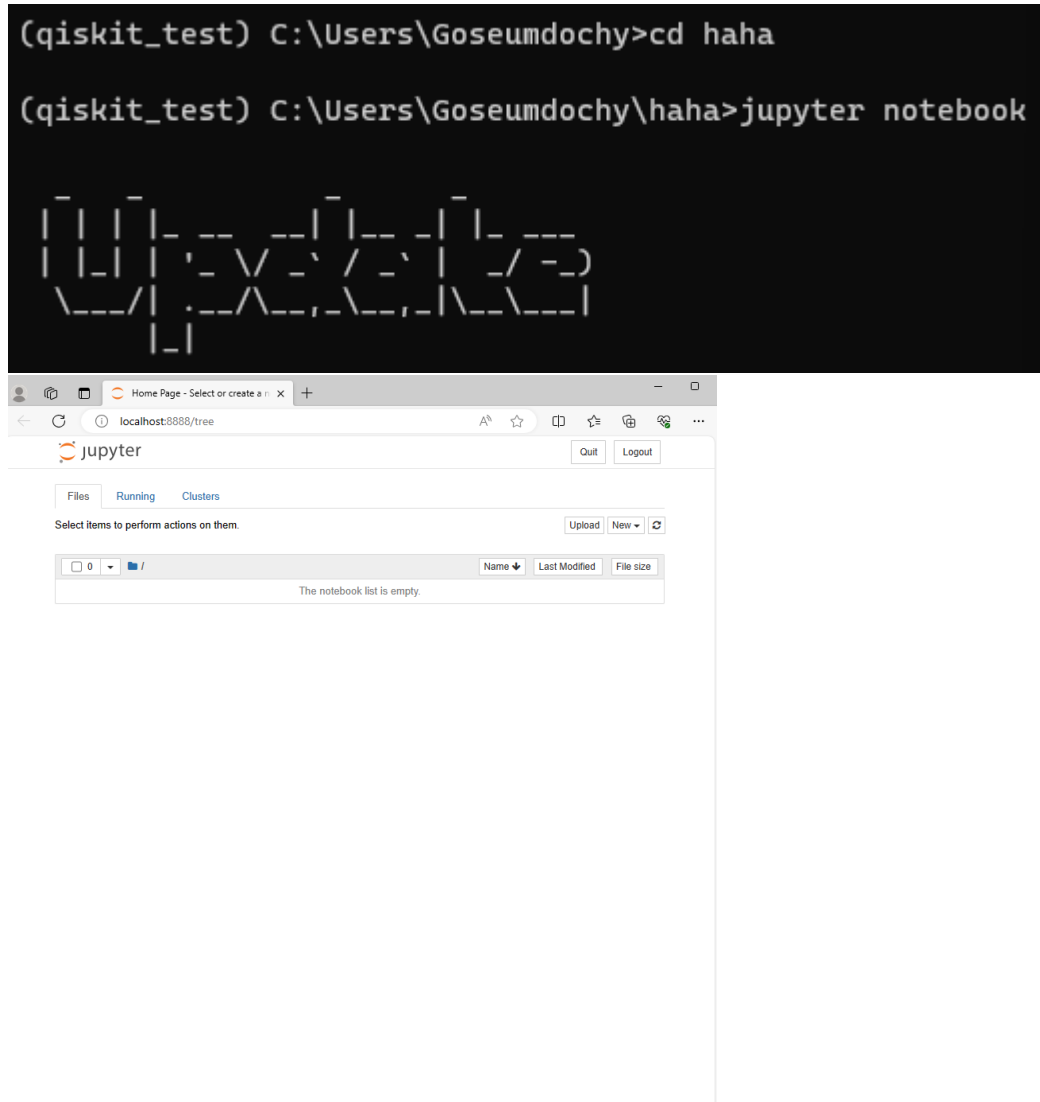 (qiskit_test) C:\Users\Goseumdochy>cd haha
(qiskit_test) C:\Users\Goseumdochy\haha>jupyter notebook
Update
Home Page - Select or create a n
localhost:8888/tree
jupyter
Quit Logout
Files Running Clusters
Select items to perform actions on them.
Upload New
0 /
Name Last Modified File size
The notebook list is empty.